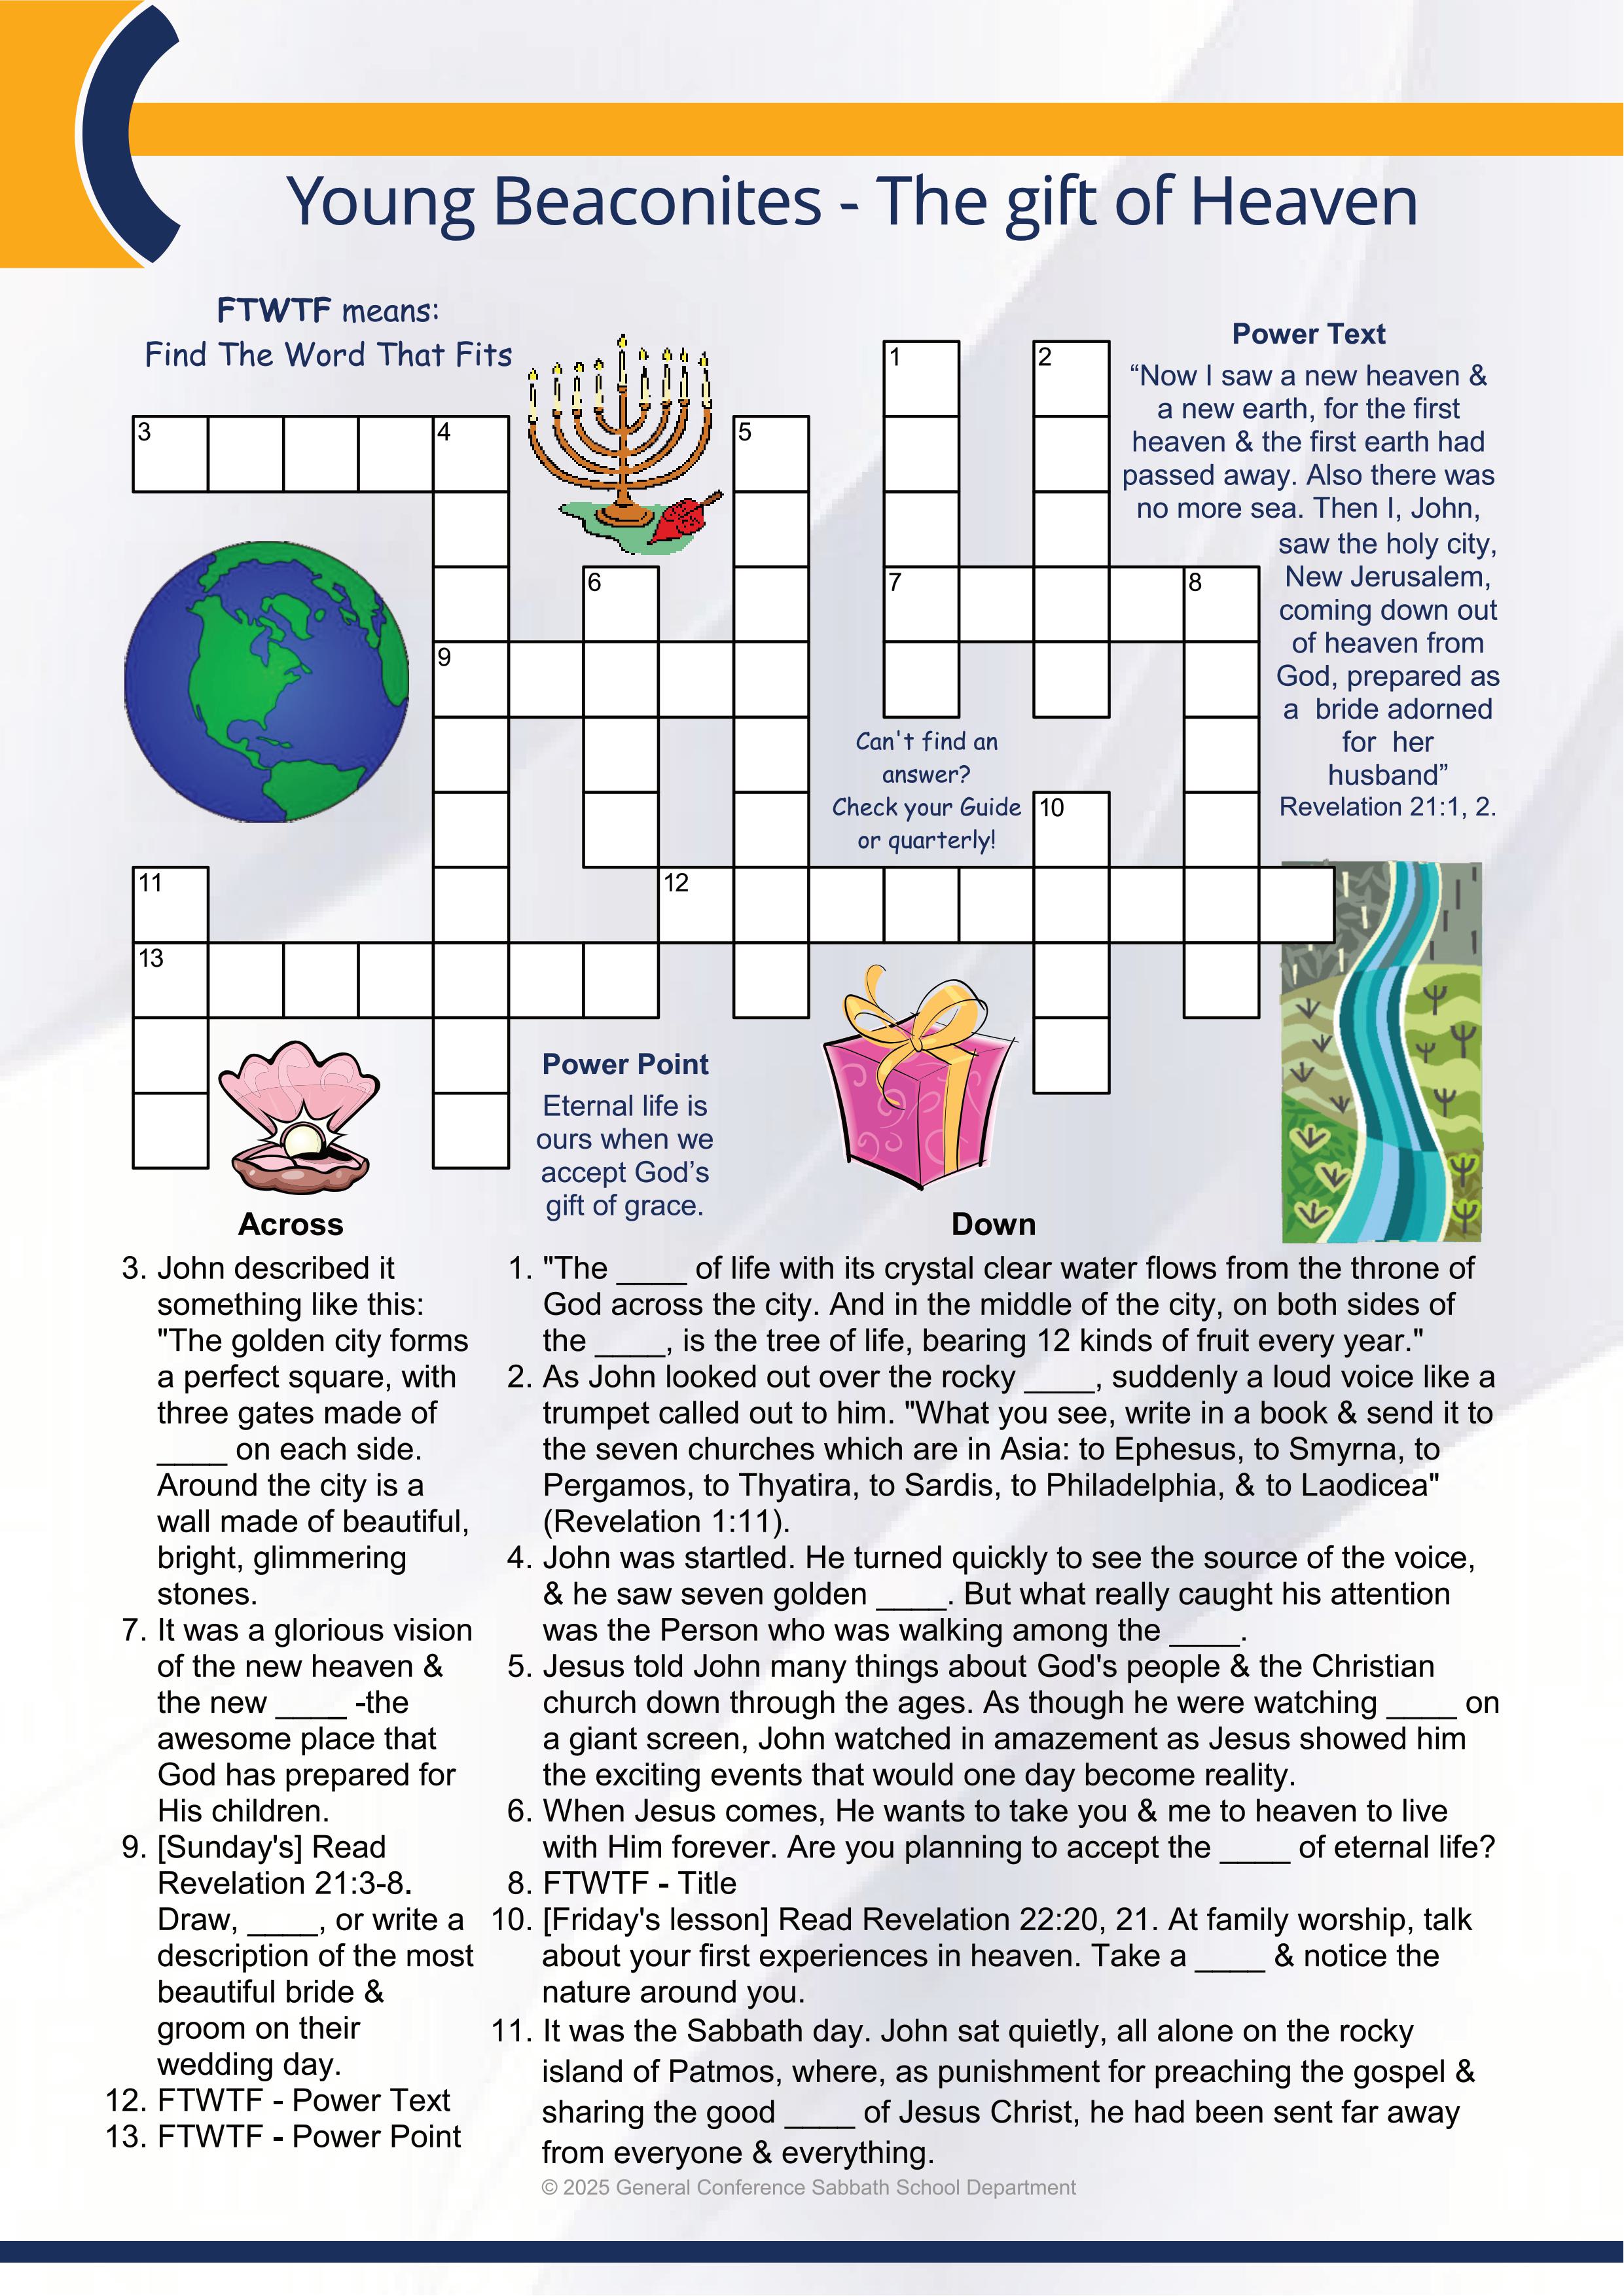 Young Beaconites - The gift of Heaven
FTWTF means:
Find The Word That Fits
Power Text
“Now I saw a new heaven &
a new earth, for the first
heaven & the first earth had
passed away. Also there was
no more sea. Then I, John,
saw the holy city,
New Jerusalem,
coming down out
of heaven from
God, prepared as
a bride adorned
for her
husband”
Revelation 21:1, 2.
1
2
3
4
5
6
7
8
9
Can't find an
answer?
Check your Guide
or quarterly!
10
11
12
13
Power Point
Eternal life is
ours when we
accept God’s
gift of grace.
Across
3. John described it
something like this:
"The golden city forms
a perfect square, with
three gates made of
____ on each side.
Around the city is a
wall made of beautiful,
bright, glimmering
stones.
7. It was a glorious vision
of the new heaven &
the new ____ -the
awesome place that
God has prepared for
His children.
9. [Sunday's] Read
Revelation 21:3-8.
Draw, ____, or write a
description of the most
beautiful bride &
groom on their
wedding day.
12. FTWTF - Power Text
13. FTWTF - Power Point
Down
1. "The ____ of life with its crystal clear water flows from the throne of
God across the city. And in the middle of the city, on both sides of
the ____, is the tree of life, bearing 12 kinds of fruit every year."
2. As John looked out over the rocky ____, suddenly a loud voice like a
trumpet called out to him. "What you see, write in a book & send it to
the seven churches which are in Asia: to Ephesus, to Smyrna, to
Pergamos, to Thyatira, to Sardis, to Philadelphia, & to Laodicea"
(Revelation 1:11).
4. John was startled. He turned quickly to see the source of the voice,
& he saw seven golden ____. But what really caught his attention
was the Person who was walking among the ____.
5. Jesus told John many things about God's people & the Christian
church down through the ages. As though he were watching ____ on
a giant screen, John watched in amazement as Jesus showed him
the exciting events that would one day become reality.
6. When Jesus comes, He wants to take you & me to heaven to live
with Him forever. Are you planning to accept the ____ of eternal life?
8. FTWTF - Title
10. [Friday's lesson] Read Revelation 22:20, 21. At family worship, talk
about your first experiences in heaven. Take a ____ & notice the
nature around you.
11. It was the Sabbath day. John sat quietly, all alone on the rocky
island of Patmos, where, as punishment for preaching the gospel &
sharing the good ____ of Jesus Christ, he had been sent far away
from everyone & everything.
© 2025 General Conference Sabbath School Department